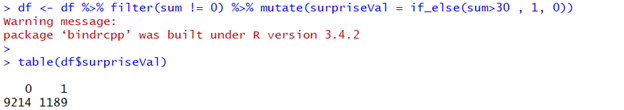 > df <- df %>% filter(sum != 0) %>% mutate(surpriseVal = if_else(sum>30 , 1, 0))
Warning message:
package ‘bindrcpp’ was built under R version 3.4.2
>
> table(df$surpriseVal)
0 1
9214 1189